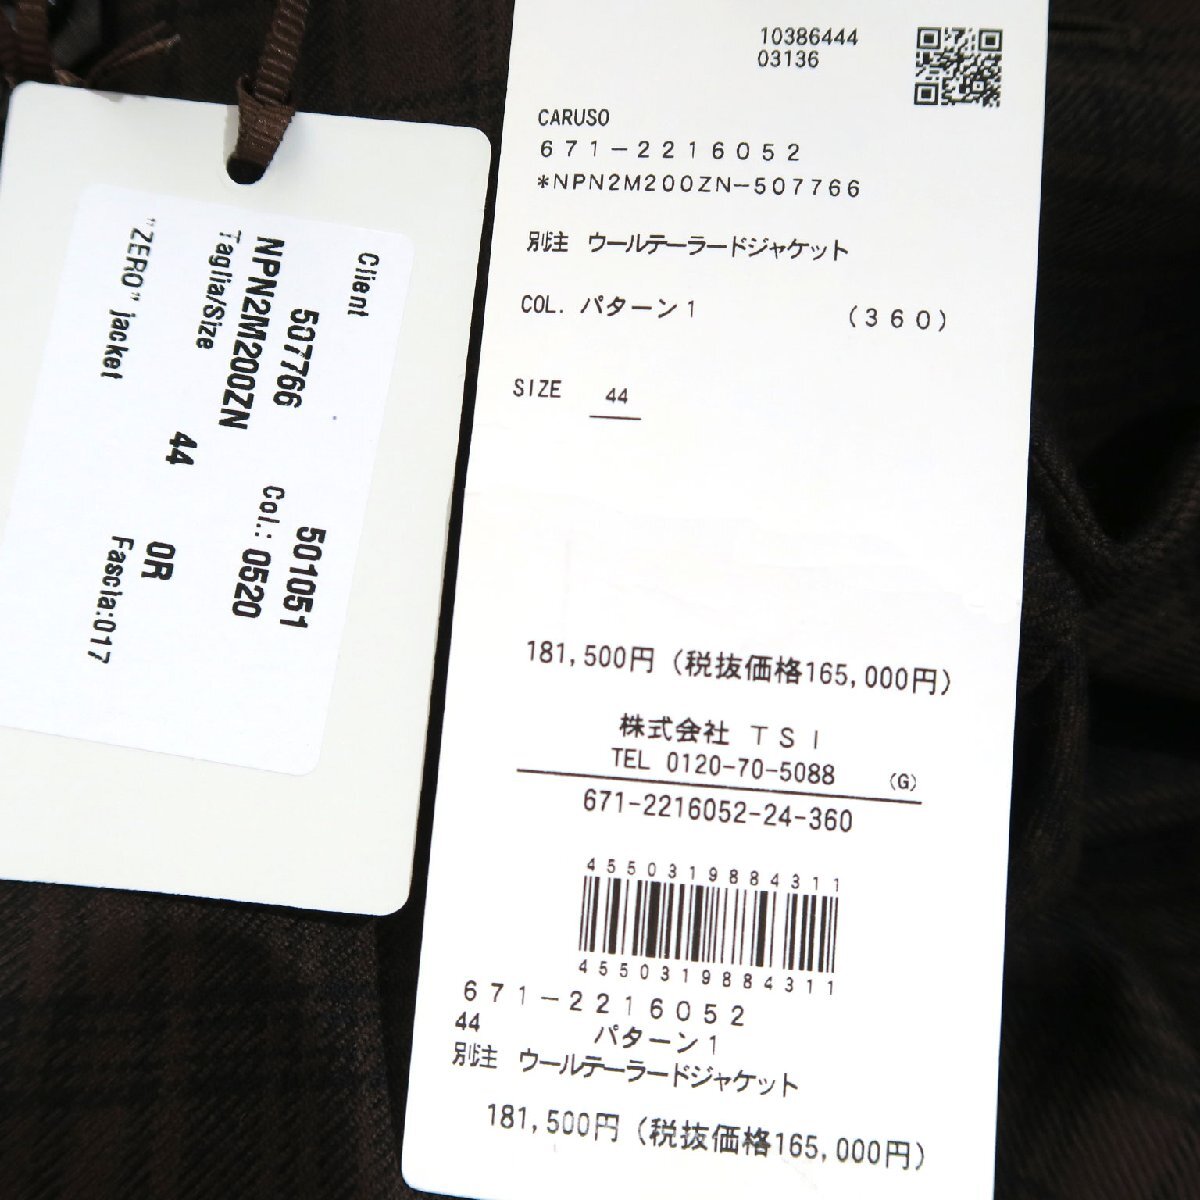 Client
507766 501051
NPN2M200ZN Col.: 0520
Taglia/Size
44 0R
"ZERO" jacket Fascia:017
10386444
03136
CARUSO
671-2216052
*NPN2M200ZN-507766
別注 ウールテーラードジャケット
COL. パターン1 (360)
SIZE 44
181,500円(税抜価格165,000円)
株式会社 TSI
TEL 0120-70-5088 (G)
671-2216052-24-360
4550319884311
4550319884311
671-2216052
44 パターン1
別注 ウールテーラードジャケット
181,500円(税抜価格165,000円)